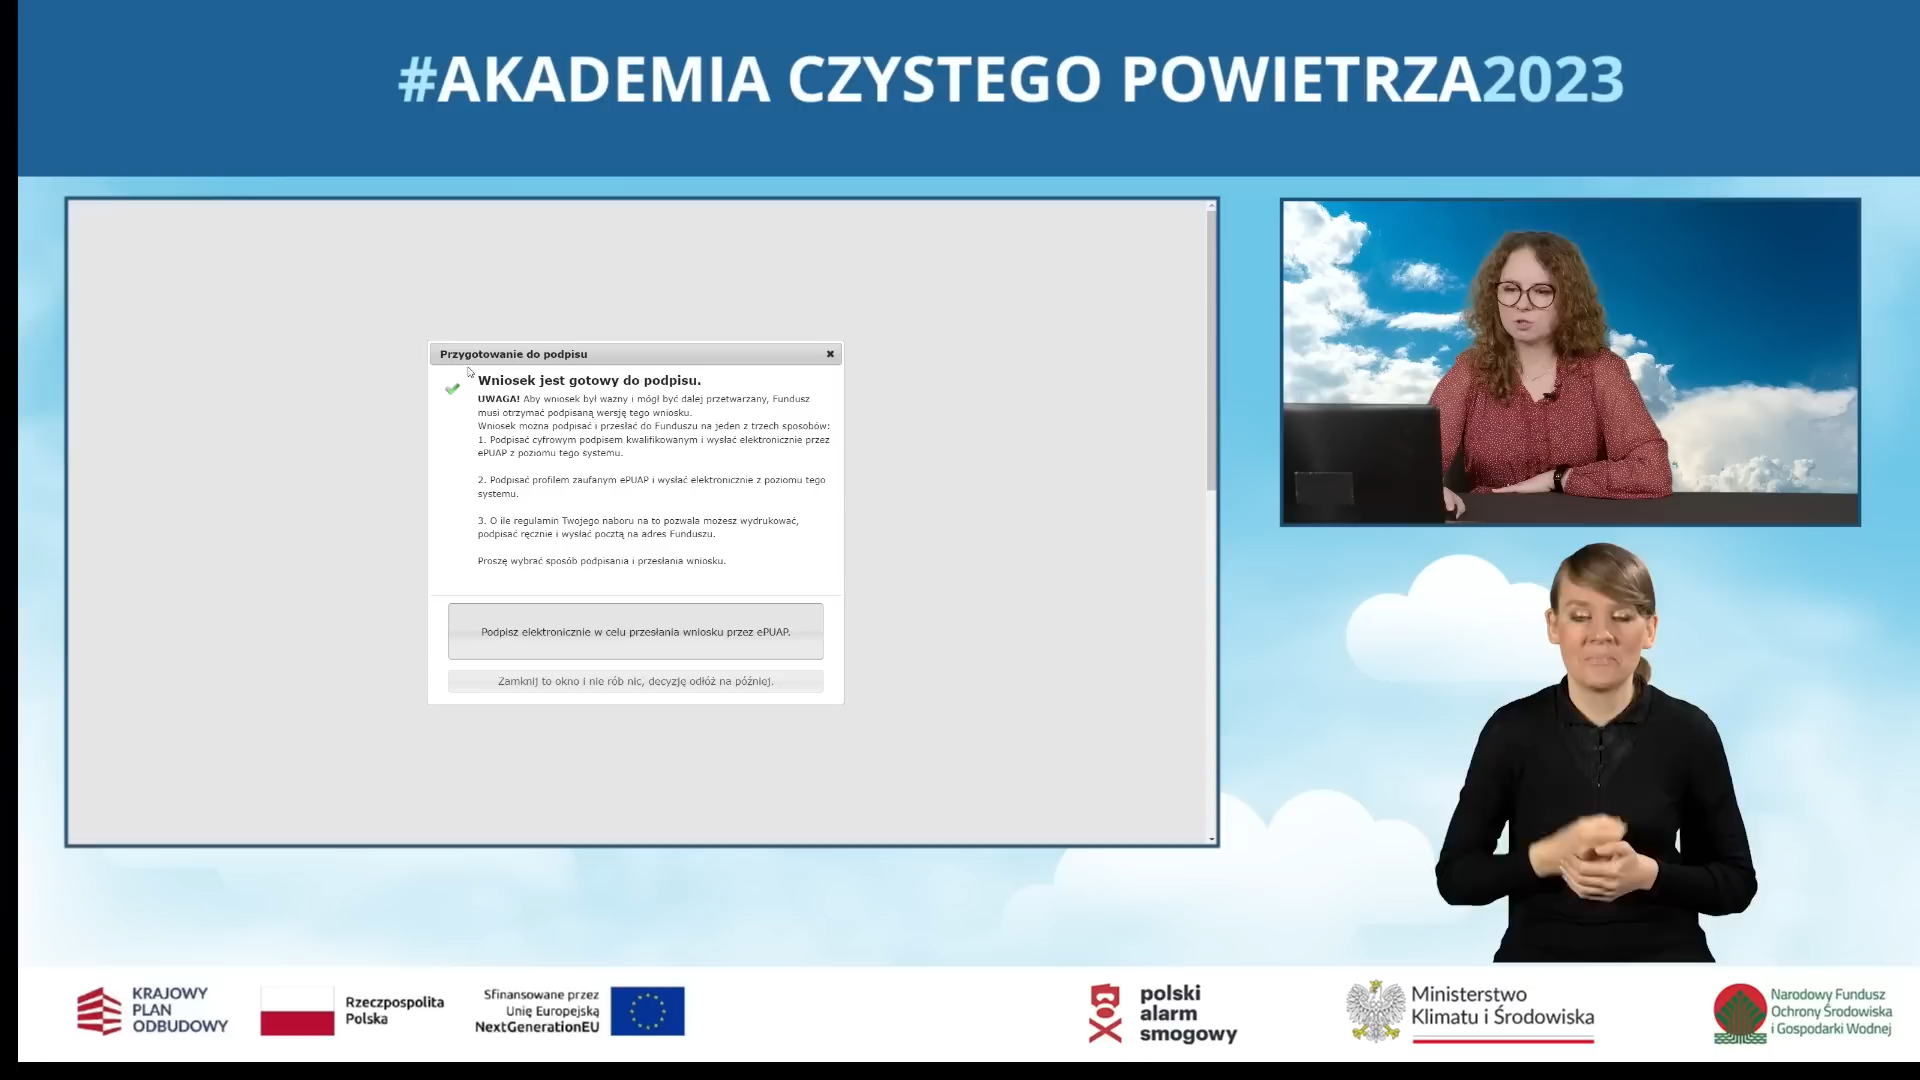 #AKADEMIA CZYSTEGO POWIETRZA2023
Przygotowanie do podpisu
Wniosek jest gotowy do podpisu.
UWAGA! Aby wniosek był ważny i mógł być dalej przetwarzany, Fundusz
musi otrzymać podpisaną wersję tego wniosku.
Wniosek można podpisać i przesłać do Funduszu na jeden z trzech sposobów:
1. Podpisać cyfrowym podpisem kwalifikowanym i wysłać elektronicznie przez
ePUAP z poziomu tego systemu.
2. Podpisać profilem zaufanym ePUAP i wysłać elektronicznie z poziomu tego
systemu.
3. O ile regulamin Twojego naboru na to pozwala możesz wydrukować,
podpisać ręcznie i wysłać pocztą na adres Funduszu.
Proszę wybrać sposób podpisania i przesłania wniosku.
Podpisz elektronicznie w celu przesłania wniosku przez ePUAP.
Zamknij to okno i nie rób nic, decyzję odłóż na później.
KRAJOWY
PLAN
ODBUDOWY
Rzeczpospolita
Polska
Sfinansowane przez
Unię Europejską
NextGenerationEU
polski
alarm
smogowy
Ministerstwo
Klimatu i Środowiska
Narodowy Fundusz
Ochrony Środowiska
i Gospodarki Wodnej